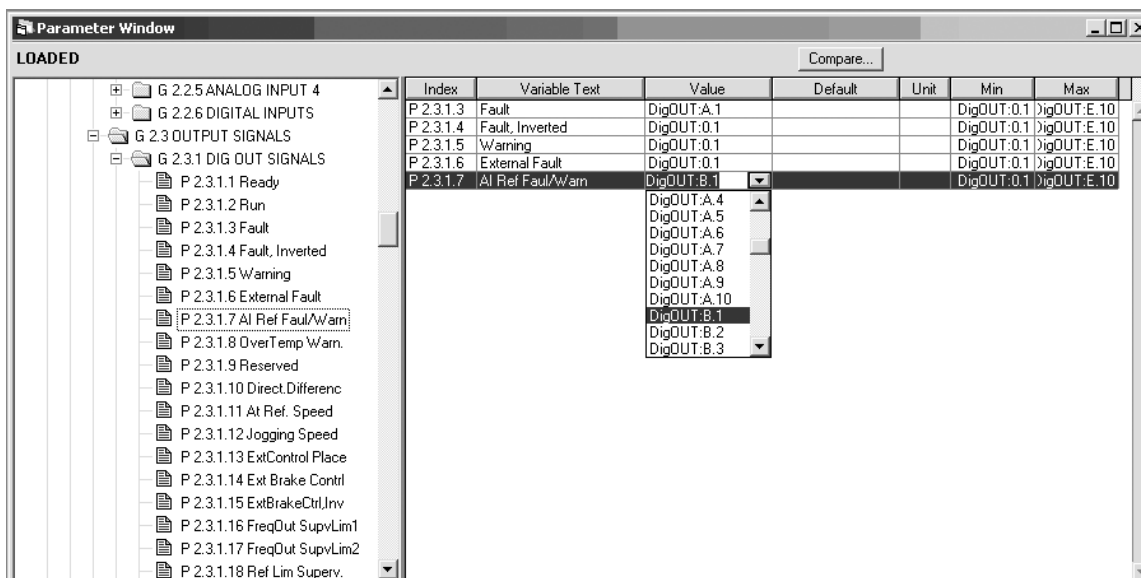 Parameter Window
LOADED
Compare...
G 2.2.5 ANALOG INPUT 4
G 2.2.6 DIGITAL INPUTS
G 2.3 OUTPUT SIGNALS
G 2.3.1 DIG OUT SIGNALS
P 2.3.1.1 Ready
P 2.3.1.2 Run
P 2.3.1.3 Fault
P 2.3.1.4 Fault, Inverted
P 2.3.1.5 Warning
P 2.3.1.6 External Fault
P 2.3.1.7 AI Ref Faul/Warn
P 2.3.1.8 OverTemp Warn.
P 2.3.1.9 Reserved
P 2.3.1.10 Direct.Differenc
P 2.3.1.11 At Ref. Speed
P 2.3.1.12 Jogging Speed
P 2.3.1.13 ExtControl Place
P 2.3.1.14 Ext Brake Contrl
P 2.3.1.15 ExtBrakeCtrl,Inv
P 2.3.1.16 FreqOut SupvLim1
P 2.3.1.17 FreqOut SupvLim2
P 2.3.1.18 Ref Lim Superv.
Index Variable Text Value Default Unit Min Max
P 2.3.1.3 Fault DigOUT:A.1 DigOUT:0.1 )igOUT:E.10
P 2.3.1.4 Fault, Inverted DigOUT:0.1 DigOUT:0.1 )igOUT:E.10
P 2.3.1.5 Warning DigOUT:0.1 DigOUT:0.1 )igOUT:E.10
P 2.3.1.6 External Fault DigOUT:0.1 DigOUT:0.1 )igOUT:E.10
P 2.3.1.7 AI Ref Faul/Warn DigOUT:B.1 DigOUT:0.1 )igOUT:E.10
DigOUT:A.4
DigOUT:A.5
DigOUT:A.6
DigOUT:A.7
DigOUT:A.8
DigOUT:A.9
DigOUT:A.10
DigOUT:B.1
DigOUT:B.2
DigOUT:B.3